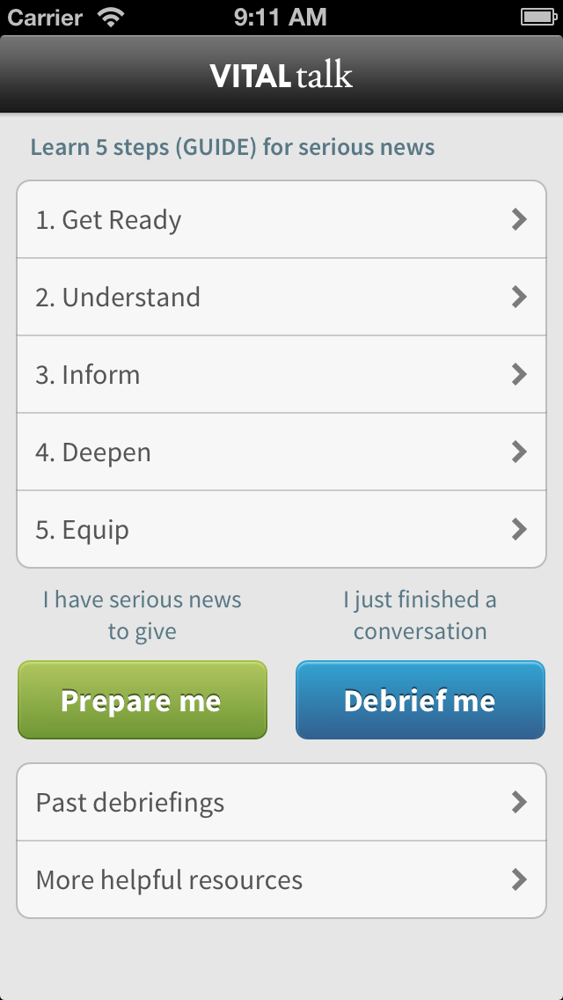 Carrier 9:11 AM
VITALtalk
Learn 5 steps (GUIDE) for serious news
1. Get Ready
2. Understand
3. Inform
4. Deepen
5. Equip
I have serious news
to give
I just finished a
conversation
Prepare me
Debrief me
Past debriefings
More helpful resources